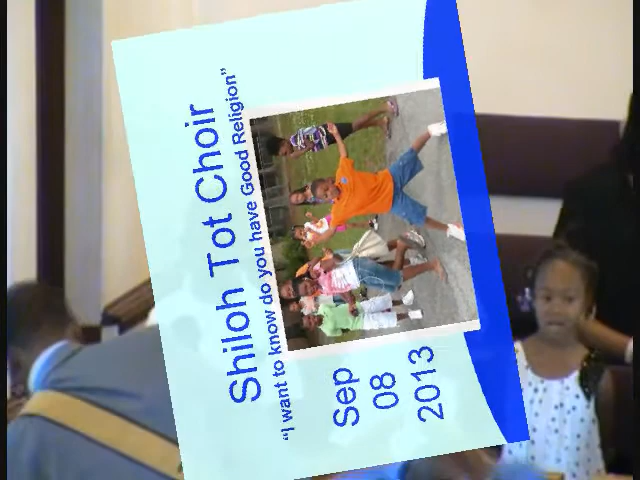 Shiloh Tot Choir
“I want to know do you have Good Religion”
Sep
08
2013